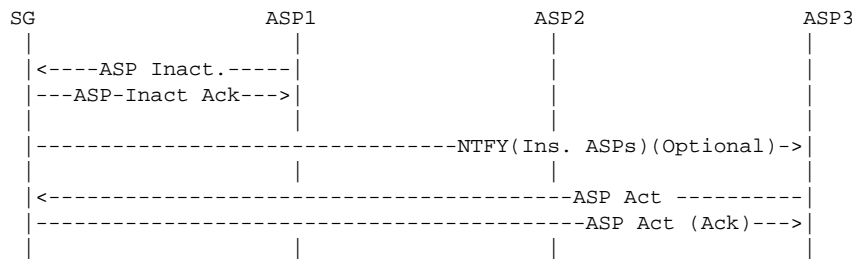 SG                   ASP1                 ASP2                 ASP3
|                     |                    |                    |
|<----ASP Inact.-----|                    |                    |
|---ASP-Inact Ack--->|                    |                    |
|                     |                    |                    |
|---------------------------------NTFY(Ins. ASPs)(Optional)->|
|                     |                    |                    |
|<------------------------------------------ASP Act ----------|
|-------------------------------------------ASP Act (Ack)--->|
|                     |                    |                    |